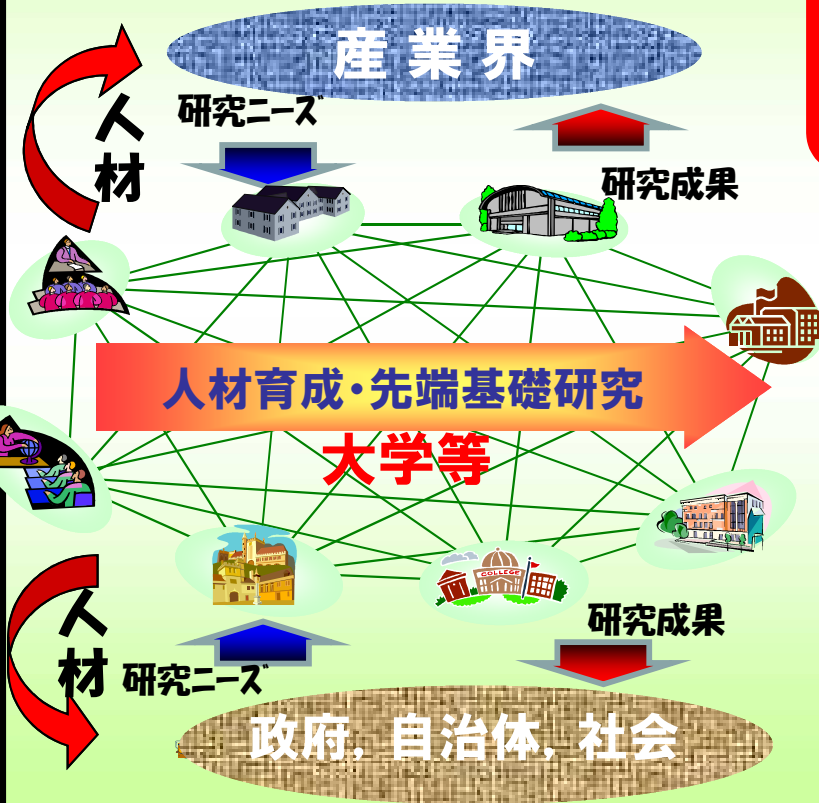 産業界
研究ニーズ
人材
研究成果
人材育成・先端基礎研究
大学等
COLLEGE
研究成果
人材
研究ニーズ
政府, 自治体, 社会